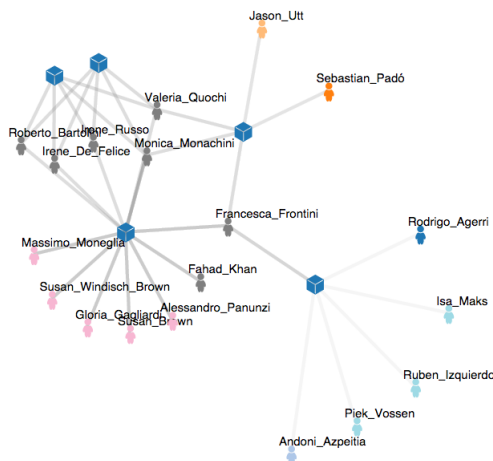 Jason_Utt
Sebastian_Padó
Valeria_Quochi
Roberto_Bartolini
Irene_Russo
Irene_De_Felice
Monica_Monachini
Francesca_Frontini
Rodrigo_Agerri
Massimo_Moneglia
Fahad_Khan
Susan_Windisch_Brown
Isa_Maks
Alessandro_Panunzi
Gloria_Gagliardi
Susan_Brown
Ruben_Izquierdo
Piek_Vossen
Andoni_Azpeitia